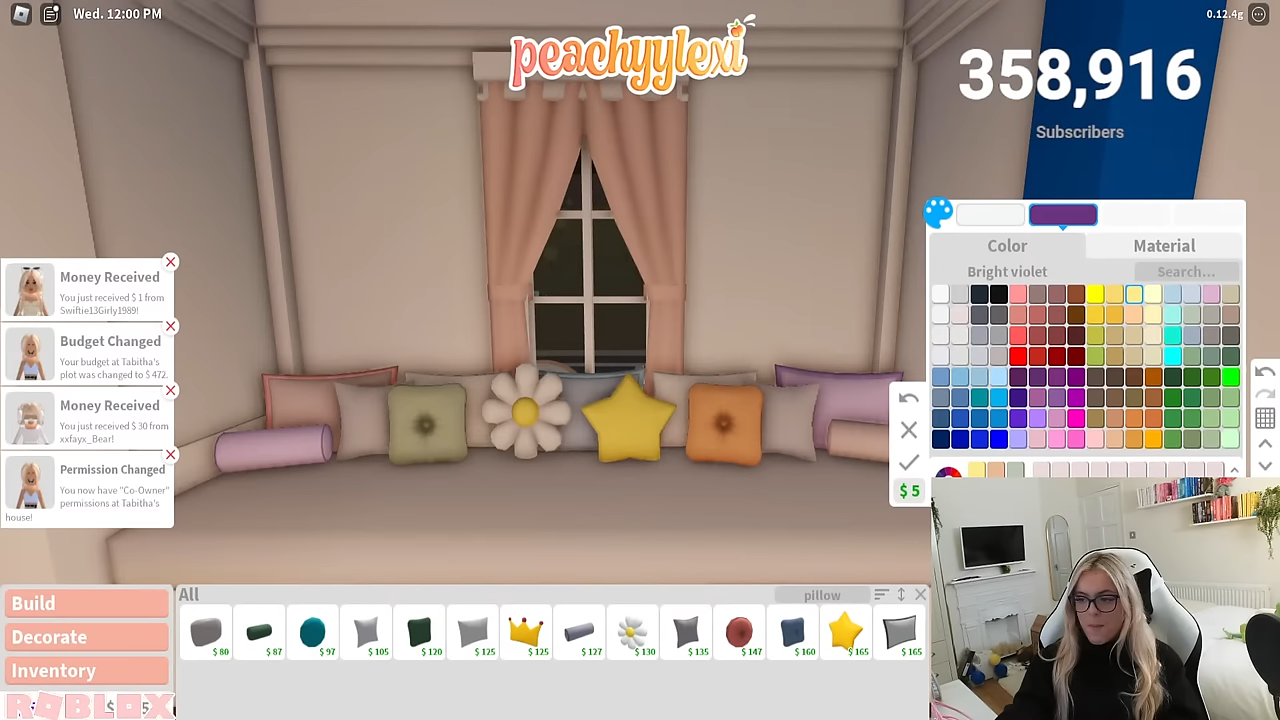 Wed. 12:00 PM
0.12.4g
peachyylexi
358,916
Subscribers
Color
Material
Bright violet
Search...
Money Received
You just received $ 1 from
Swiftie13Girly1989!
Budget Changed
Your budget at Tabitha's
plot was changed to $ 472.
Money Received
You just received $ 30 from
xxfayx_Bear!
Permission Changed
You now have "Co-Owner"
permissions at Tabitha's
house!
$ 5
Build
Decorate
Inventory
All
pillow
$ 80
$ 87
$ 97
$ 105
$ 120
$ 125
$ 125
$ 127
$ 130
$ 135
$ 147
$ 160
$ 165
$ 165
ROBLOX